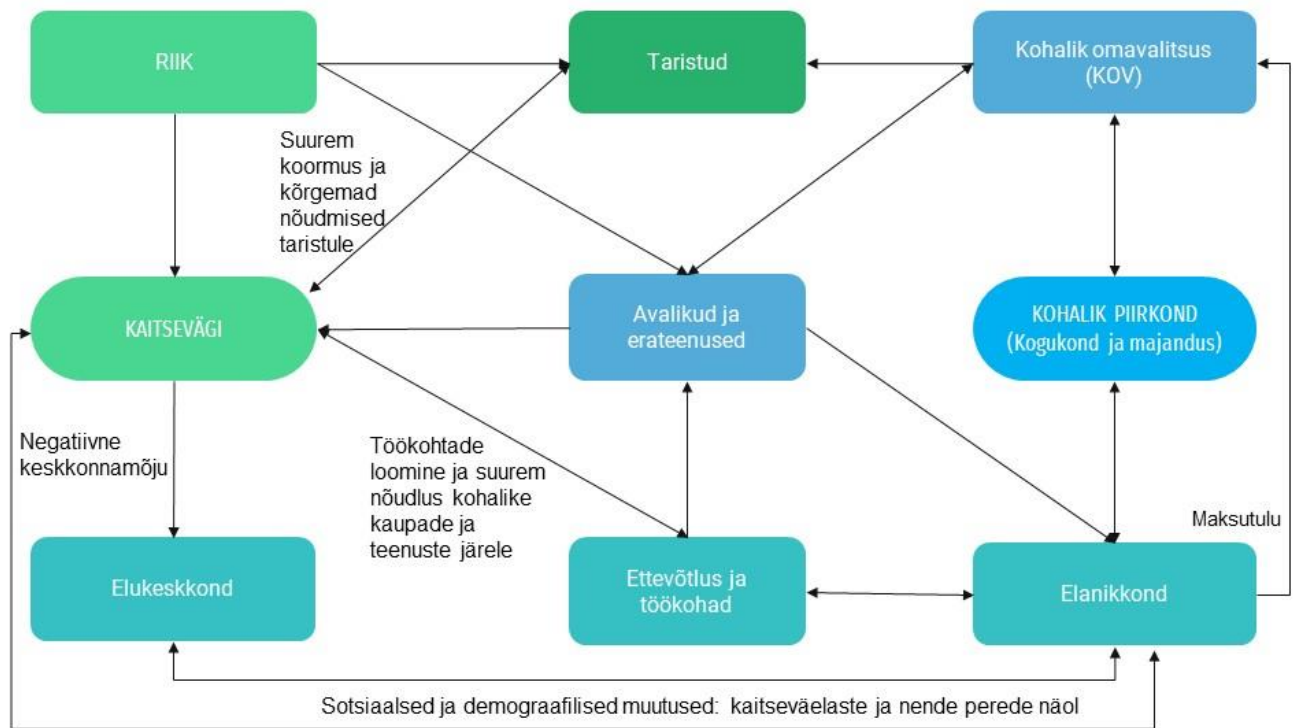 RIIK
Taristud
Kohalik omavalitsus
(KOV)
Suurem
koormus ja
kõrgemad
nõudmised
taristule
KAITSEVÄGI
Avalikud ja
erateenused
KOHALIK PIIRKOND
(Kogukond ja majandus)
Negatiivne
keskkonnamõju
Töökohtade
loomine ja suurem
nõudlus kohalike
kaupade ja
teenuste järele
Maksutulu
Elukeskkond
Ettevõtlus ja
töökohad
Elanikkond
Sotsiaalsed ja demograafilised muutused: kaitseväelaste ja nende perede näol